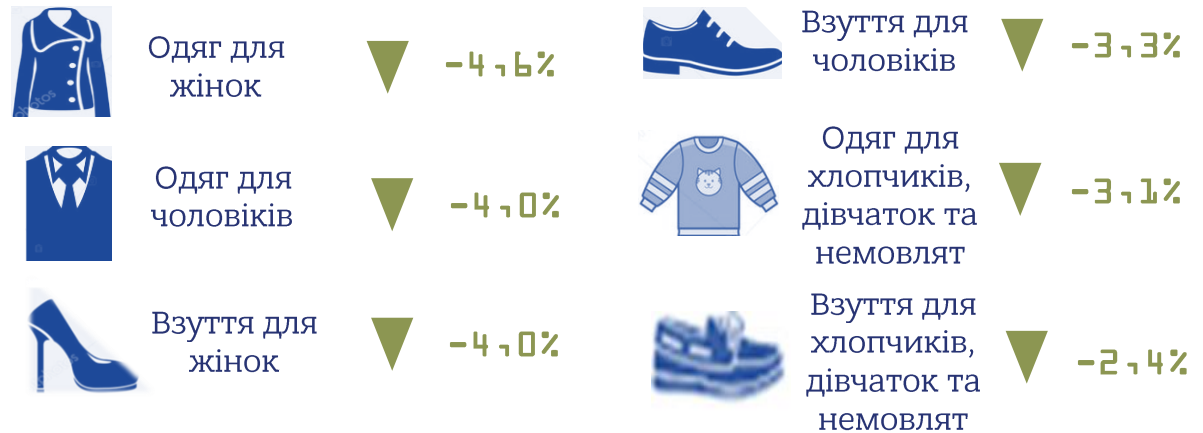 Одяг для
жінок
-4,6%
Одяг для
чоловіків
-4,0%
Взуття для
жінок
-4,0%
Взуття для
чоловіків
-3,3%
Одяг для
хлопчиків,
дівчаток та
немовлят
-3,1%
Взуття для
хлопчиків,
дівчаток та
немовлят
-2,4%